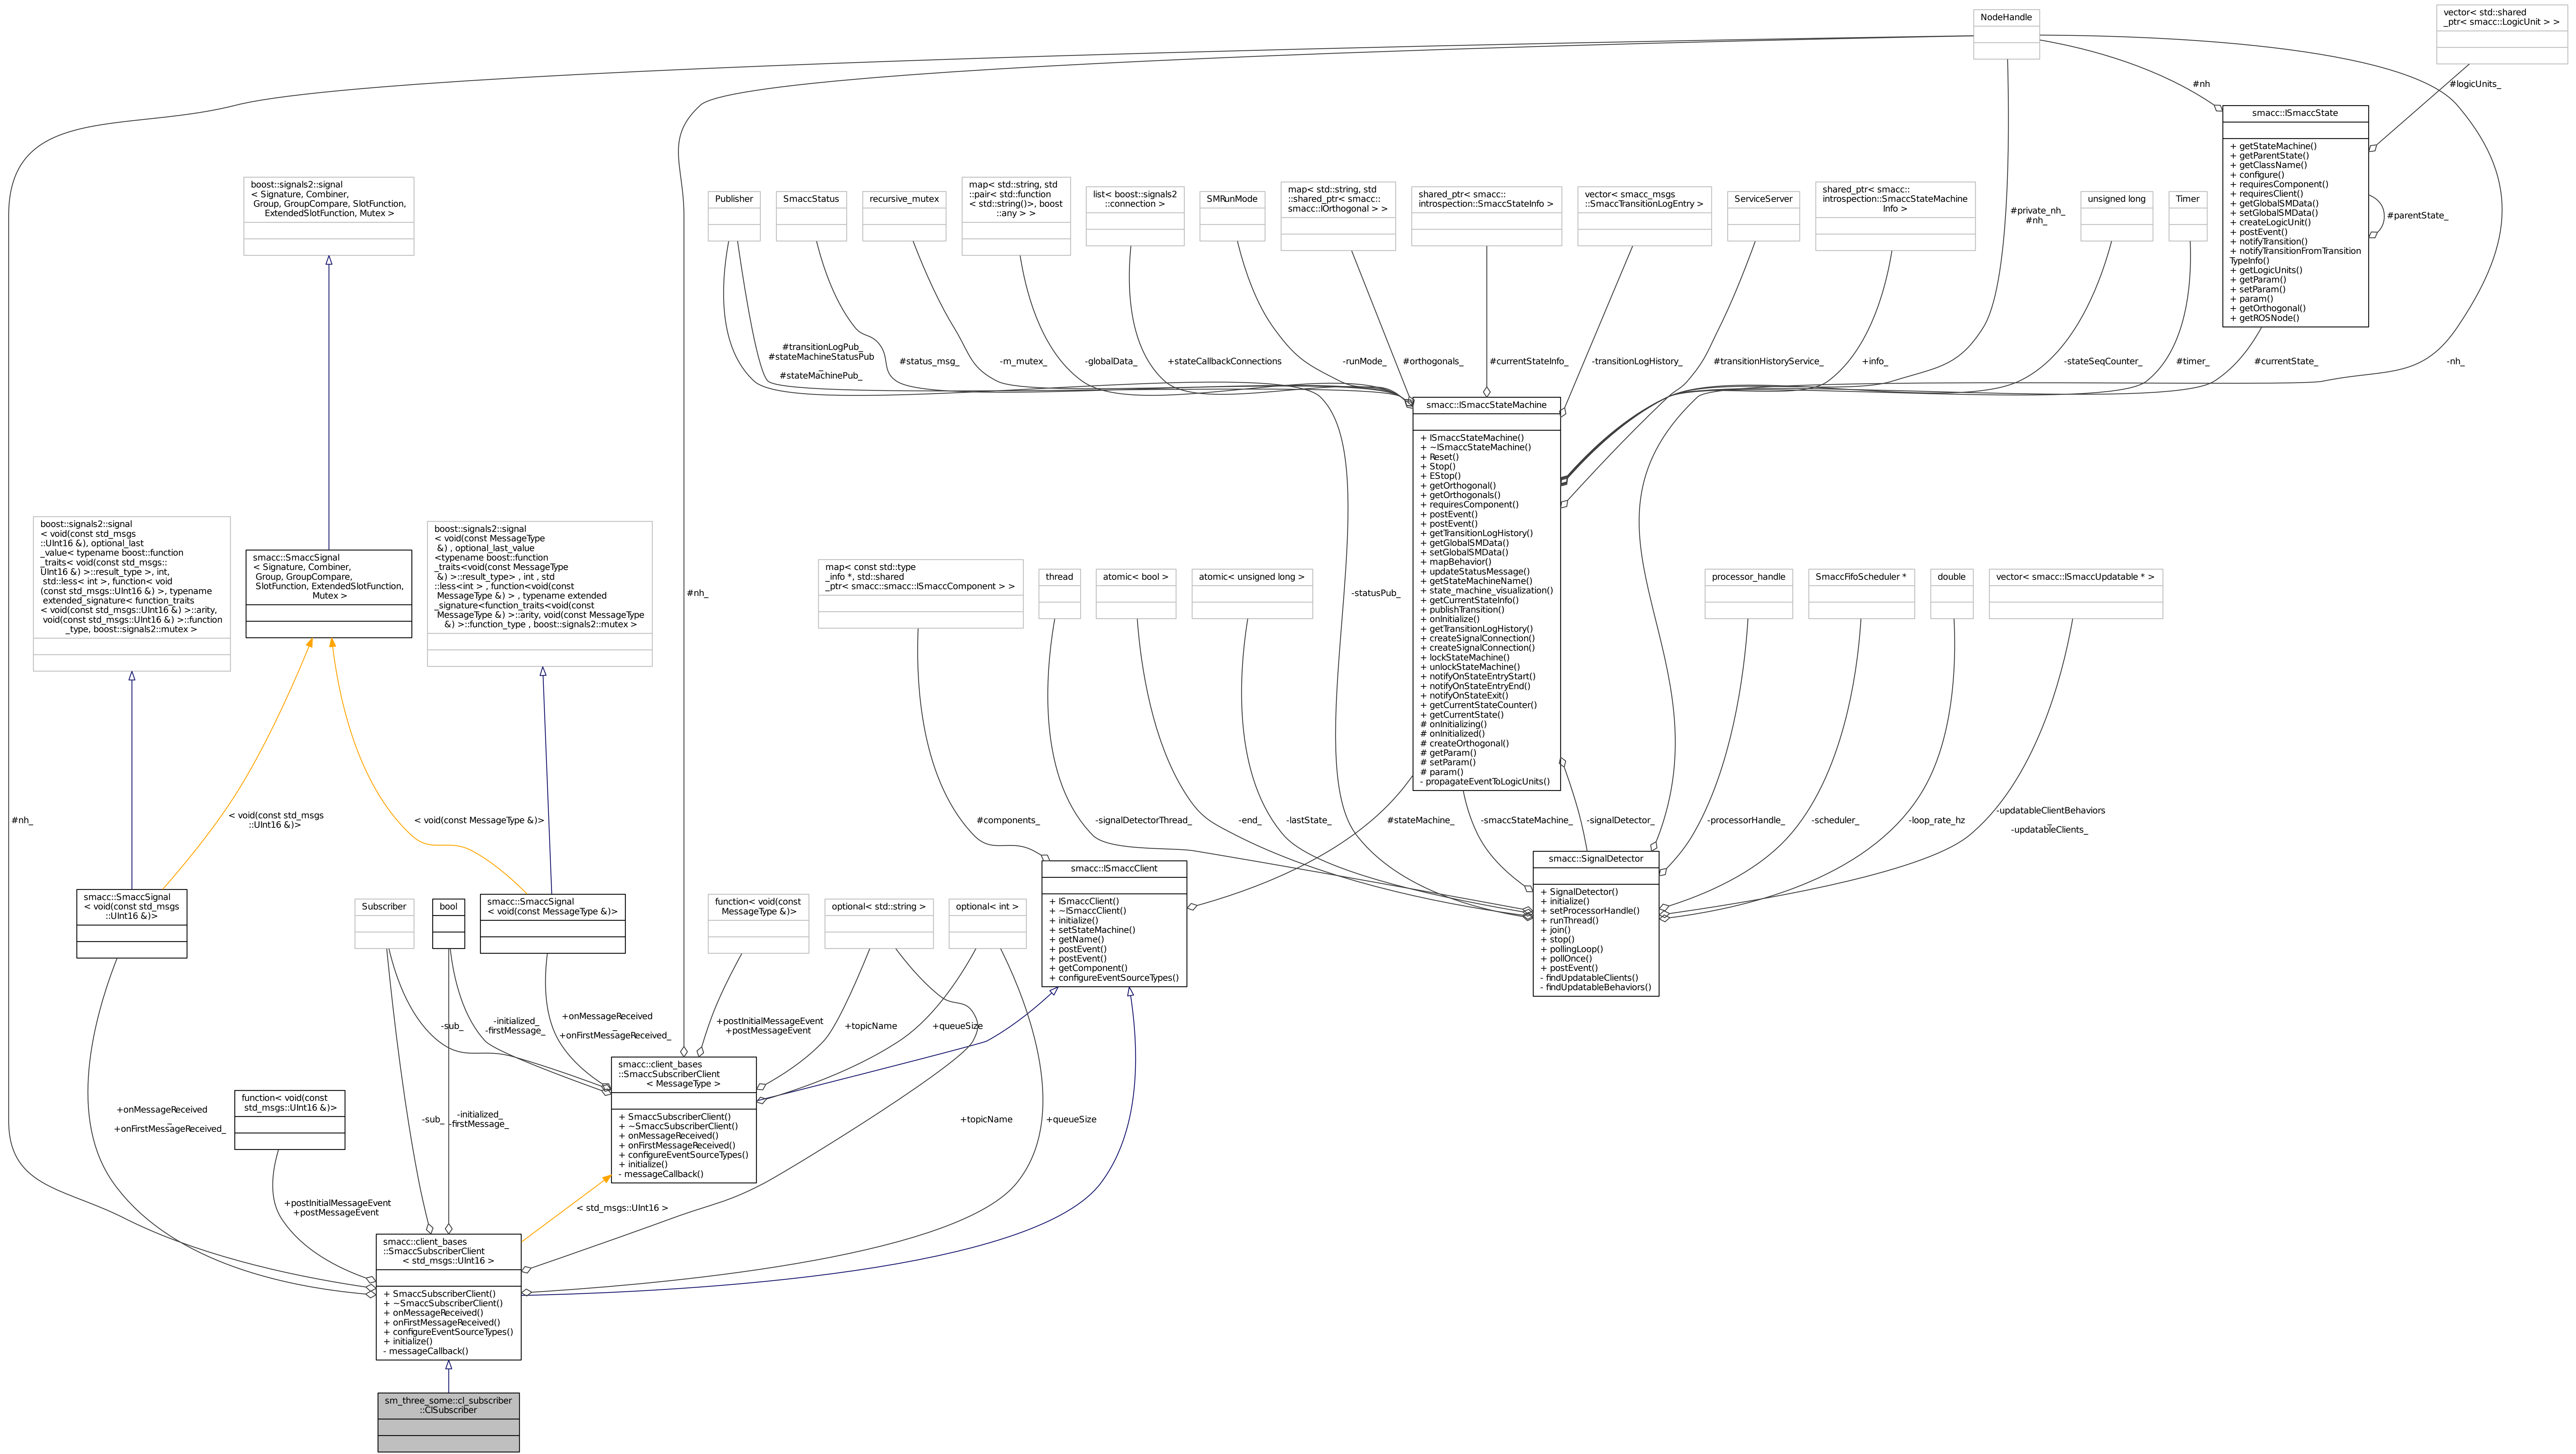 NodeHandle
vector< std::shared
_ptr< smacc::LogicUnit > >
#nh
#logicUnits_
smacc::ISmaccState
+ getStateMachine()
+ getParentState()
+ getClassName()
+ configure()
+ requiresComponent()
+ requiresClient()
+ getGlobalSMData()
+ setGlobalSMData()
+ createLogicUnit()
+ postEvent()
+ notifyTransition()
+ notifyTransitionFromTransition
TypeInfo()
+ getLogicUnits()
+ getParam()
+ setParam()
+ param()
+ getOrthogonal()
+ getROSNode()
#parentState_
boost::signals2::signal
< Signature, Combiner,
Group, GroupCompare, SlotFunction,
ExtendedSlotFunction, Mutex >
Publisher
SmaccStatus
recursive_mutex
map< std::string, std
::pair< std::function
< std::string()>, boost
::any > >
list< boost::signals2
::connection >
SMRunMode
map< std::string, std
::shared_ptr< smacc::
smacc::IOrthogonal > >
shared_ptr< smacc::
introspection::SmaccStateInfo >
vector< smacc_msgs
::SmaccTransitionLogEntry >
ServiceServer
shared_ptr< smacc::
introspection::SmaccStateMachine
Info >
#private_nh_
#nh_
unsigned long
Timer
#transitionLogPub_
#stateMachineStatusPub
_
#stateMachinePub_
#status_msg_
-m_mutex_
-globalData_
+stateCallbackConnections
-runMode_
#orthogonals_
#currentStateInfo_
-transitionLogHistory_
#transitionHistoryService_
+info_
-stateSeqCounter_
#timer_
#currentState_
-nh_
smacc::ISmaccStateMachine
+ ISmaccStateMachine()
+ ~ISmaccStateMachine()
+ Reset()
+ Stop()
+ EStop()
+ getOrthogonal()
+ getOrthogonals()
+ requiresComponent()
+ postEvent()
+ postEvent()
+ getTransitionLogHistory()
+ getGlobalSMData()
+ setGlobalSMData()
+ mapBehavior()
+ updateStatusMessage()
+ getStateMachineName()
+ state_machine_visualization()
+ getCurrentStateInfo()
+ publishTransition()
+ onInitialize()
+ getTransitionLogHistory()
+ createSignalConnection()
+ createSignalConnection()
+ lockStateMachine()
+ unlockStateMachine()
+ notifyOnStateEntryStart()
+ notifyOnStateEntryEnd()
+ notifyOnStateExit()
+ getCurrentStateCounter()
+ getCurrentState()
# onInitializing()
# onInitialized()
# createOrthogonal()
# getParam()
# setParam()
# param()
- propagateEventToLogicUnits()
boost::signals2::signal
< void(const std_msgs
::UInt16 &), optional_last
_value< typename boost::function
_traits< void(const std_msgs::
UInt16 &) >::result_type >, int,
std::less< int >, function< void
(const std_msgs::UInt16 &) >, typename
extended_signature< function_traits
< void(const std_msgs::UInt16 &) >::arity,
void(const std_msgs::UInt16 &) >::function
_type, boost::signals2::mutex >
smacc::SmaccSignal
< Signature, Combiner,
Group, GroupCompare,
SlotFunction, ExtendedSlotFunction,
Mutex >
boost::signals2::signal
< void(const MessageType
&) , optional_last_value
<typename boost::function
_traits<void(const MessageType
&) >::result_type> , int , std
::less<int > , function<void(const
MessageType &) > , typename extended
_signature<function_traits<void(const
MessageType &) >::arity, void(const MessageType
&) >::function_type , boost::signals2::mutex >
#nh_
map< const std::type
_info *, std::shared
_ptr< smacc::smacc::ISmaccComponent > >
thread
atomic< bool >
atomic< unsigned long >
-statusPub_
processor_handle
SmaccFifoScheduler *
double
vector< smacc::ISmaccUpdatable * >
#nh_
< void(const std_msgs
::UInt16 &)>
< void(const MessageType &)>
#components_
-signalDetectorThread_
-end_
-lastState_
#stateMachine_
-smaccStateMachine_
-signalDetector_
-processorHandle_
-scheduler_
-loop_rate_hz
-updatableClientBehaviors
_
-updatableClients_
smacc::ISmaccClient
+ ISmaccClient()
+ ~ISmaccClient()
+ initialize()
+ setStateMachine()
+ getName()
+ postEvent()
+ postEvent()
+ getComponent()
+ configureEventSourceTypes()
smacc::SignalDetector
+ SignalDetector()
+ initialize()
+ setProcessorHandle()
+ runThread()
+ join()
+ stop()
+ pollingLoop()
+ pollOnce()
+ postEvent()
- findUpdatableClients()
- findUpdatableBehaviors()
smacc::SmaccSignal
< void(const std_msgs
::UInt16 &)>
Subscriber
bool
smacc::SmaccSignal
< void(const MessageType &)>
function< void(const
MessageType &)>
optional< std::string >
optional< int >
-sub_
-initialized_
-firstMessage_
+onMessageReceived
_
+onFirstMessageReceived_
+postInitialMessageEvent
+postMessageEvent
+topicName
+queueSize
smacc::client_bases
::SmaccSubscriberClient
< MessageType >
+ SmaccSubscriberClient()
+ ~SmaccSubscriberClient()
+ onMessageReceived()
+ onFirstMessageReceived()
+ configureEventSourceTypes()
+ initialize()
- messageCallback()
+onMessageReceived
_
+onFirstMessageReceived_
function< void(const
std_msgs::UInt16 &)>
-sub_
-initialized_
-firstMessage_
+topicName
+queueSize
+postInitialMessageEvent
+postMessageEvent
< std_msgs::UInt16 >
smacc::client_bases
::SmaccSubscriberClient
< std_msgs::UInt16 >
+ SmaccSubscriberClient()
+ ~SmaccSubscriberClient()
+ onMessageReceived()
+ onFirstMessageReceived()
+ configureEventSourceTypes()
+ initialize()
- messageCallback()
sm_three_some::cl_subscriber
::ClSubscriber